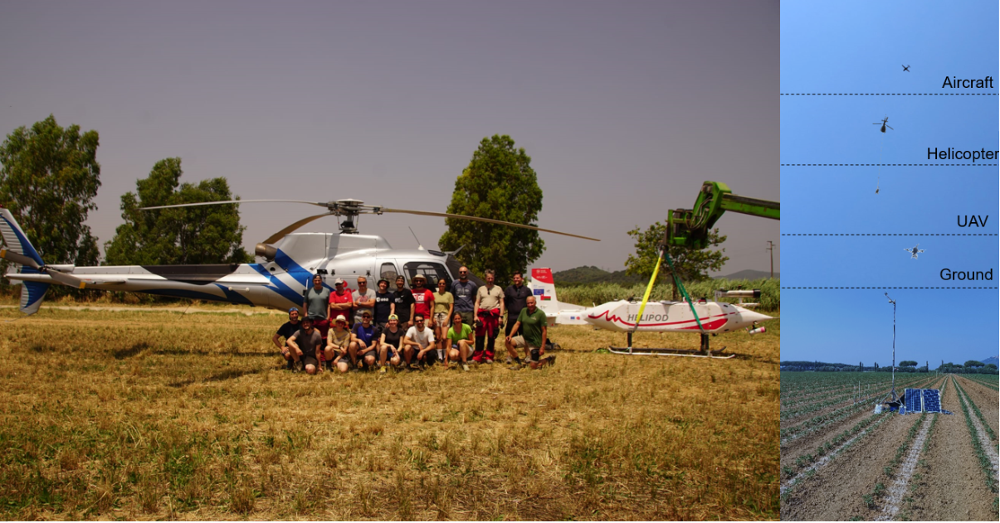 HELIPOD
Aircraft
Helicopter
UAV
Ground